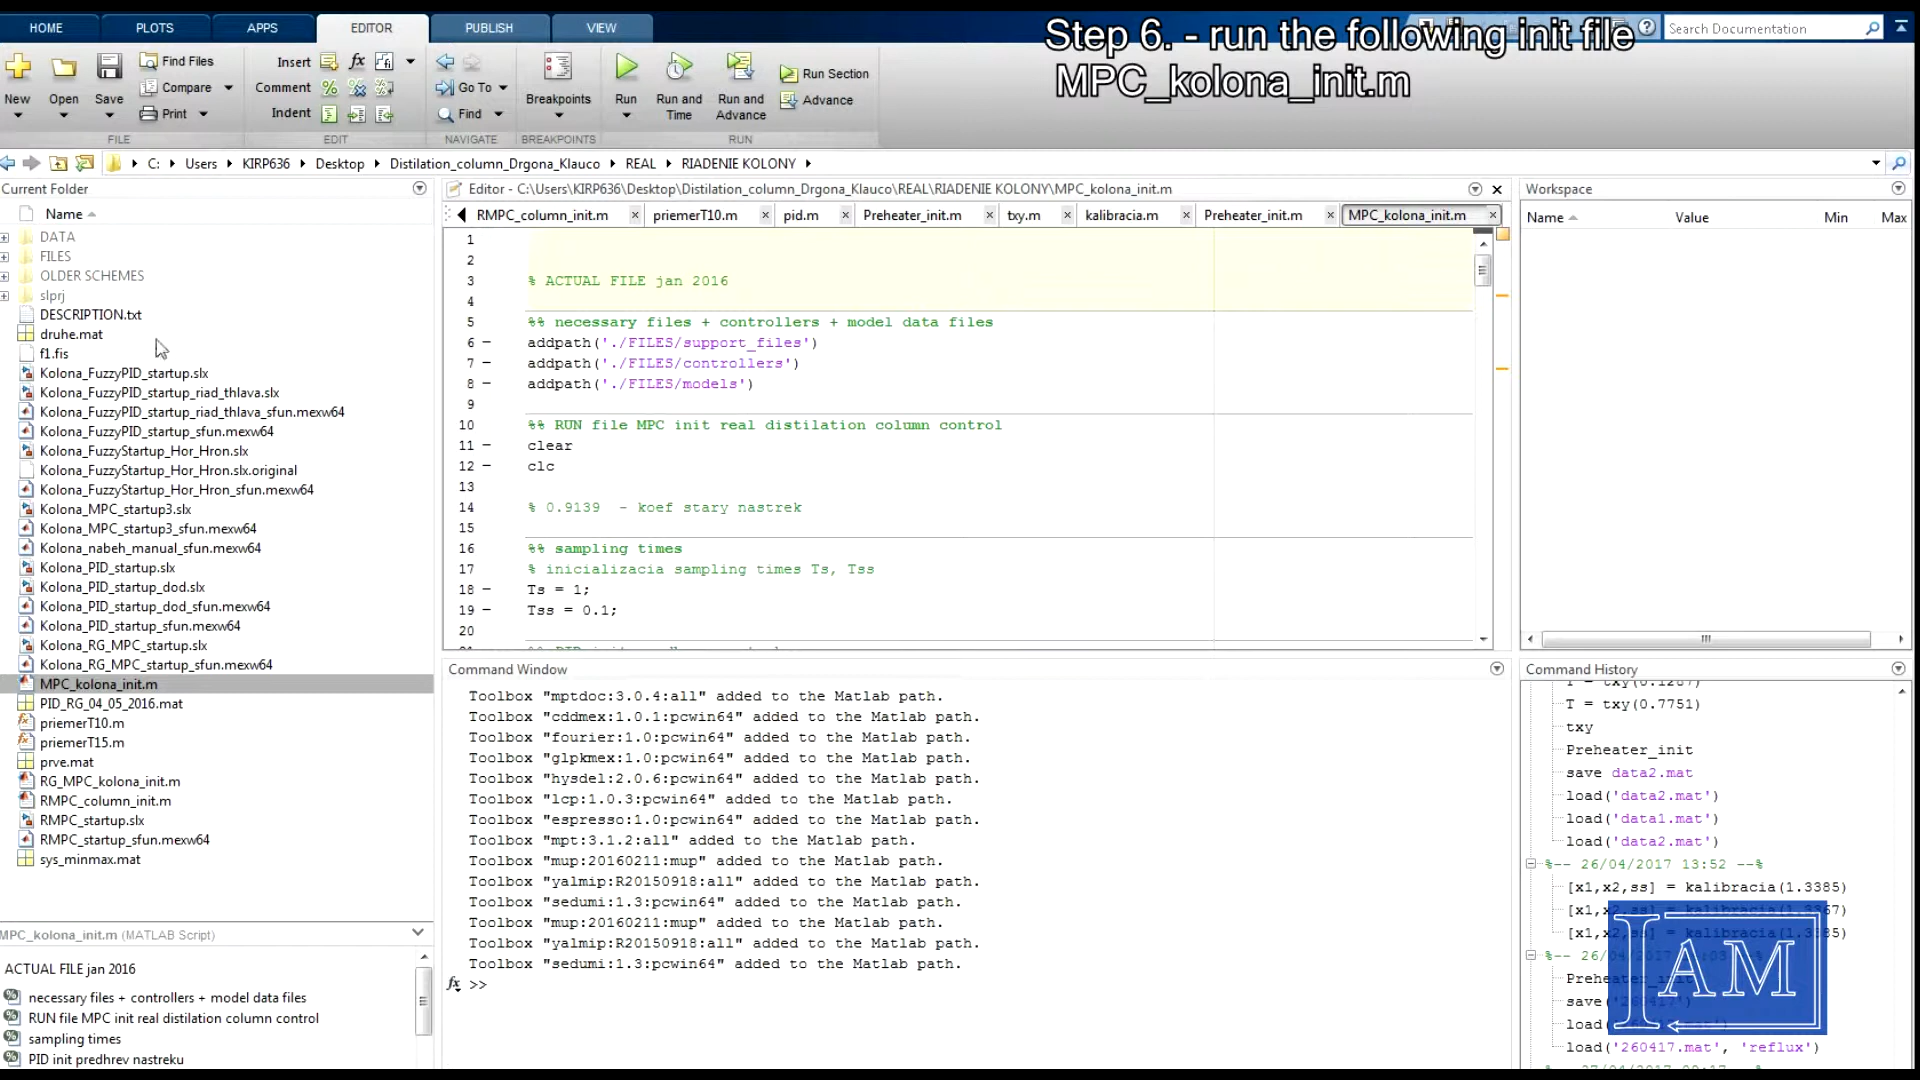 HOME PLOTS APPS EDITOR PUBLISH VIEW
Search Documentation
Step 6. - run the following init file
MPC_kolona_init.m
New Open Save
Find Files
Compare
Print
FILE
Insert
Comment
Indent
EDIT
Go To
Find
NAVIGATE
Breakpoints
BREAKPOINTS
Run
Run and Time
Run and Advance
Run Section
Advance
RUN
C: Users KIRP636 Desktop Distilation_column_Drgona_Klauco REAL RIADENIE KOLONY
Current Folder
Name
DATA
FILES
OLDER SCHEMES
slprj
DESCRIPTION.txt
druhe.mat
f1.fis
Kolona_FuzzyPID_startup.slx
Kolona_FuzzyPID_startup_riad_thlava.slx
Kolona_FuzzyPID_startup_riad_thlava_sfun.mexw64
Kolona_FuzzyPID_startup_sfun.mexw64
Kolona_FuzzyStartup_Hor_Hron.slx
Kolona_FuzzyStartup_Hor_Hron.slx.original
Kolona_FuzzyStartup_Hor_Hron_sfun.mexw64
Kolona_MPC_startup3.slx
Kolona_MPC_startup3_sfun.mexw64
Kolona_nabeh_manual_sfun.mexw64
Kolona_PID_startup.slx
Kolona_PID_startup_dod.slx
Kolona_PID_startup_dod_sfun.mexw64
Kolona_PID_startup_sfun.mexw64
Kolona_RG_MPC_startup.slx
Kolona_RG_MPC_startup_sfun.mexw64
MPC_kolona_init.m
PID_RG_04_05_2016.mat
priemerT10.m
priemerT15.m
prve.mat
RG_MPC_kolona_init.m
RMPC_column_init.m
RMPC_startup.slx
RMPC_startup_sfun.mexw64
sys_minmax.mat
MPC_kolona_init.m (MATLAB Script)
ACTUAL FILE jan 2016
necessary files + controllers + model data files
RUN file MPC init real distilation column control
sampling times
PID init predhrev nastreku
Editor - C:\Users\KIRP636\Desktop\Distilation_column_Drgona_Klauco\REAL\RIADENIE KOLONY\MPC_kolona_init.m
RMPC_column_init.m priemerT10.m pid.m Preheater_init.m txy.m kalibracia.m Preheater_init.m MPC_kolona_init.m
1
2
3 % ACTUAL FILE jan 2016
4
5 %% necessary files + controllers + model data files
6 – addpath('./FILES/support_files')
7 – addpath('./FILES/controllers')
8 – addpath('./FILES/models')
9
10 %% RUN file MPC init real distilation column control
11 – clear
12 – clc
13
14 % 0.9139 - koef stary nastrek
15
16 %% sampling times
17 % inicializacia sampling times Ts, Tss
18 – Ts = 1;
19 – Tss = 0.1;
20
Command Window
Toolbox "mptdoc:3.0.4:all" added to the Matlab path.
Toolbox "cddmex:1.0.1:pcwin64" added to the Matlab path.
Toolbox "fourier:1.0:pcwin64" added to the Matlab path.
Toolbox "glpkmex:1.0:pcwin64" added to the Matlab path.
Toolbox "hysdel:2.0.6:pcwin64" added to the Matlab path.
Toolbox "lcp:1.0.3:pcwin64" added to the Matlab path.
Toolbox "espresso:1.0:pcwin64" added to the Matlab path.
Toolbox "mpt:3.1.2:all" added to the Matlab path.
Toolbox "mup:20160211:mup" added to the Matlab path.
Toolbox "yalmip:R20150918:all" added to the Matlab path.
Toolbox "sedumi:1.3:pcwin64" added to the Matlab path.
Toolbox "mup:20160211:mup" added to the Matlab path.
Toolbox "yalmip:R20150918:all" added to the Matlab path.
Toolbox "sedumi:1.3:pcwin64" added to the Matlab path.
fx >>
Workspace
Name Value Min Max
Command History
T = txy(0.7751)
txy
Preheater_init
save data2.mat
load('data2.mat')
load('data1.mat')
load('data2.mat')
%-- 26/04/2017 13:52 --%
[x1,x2,ss] = kalibracia(1.3385)
Preheater_init
load('260417.mat', 'reflux')
IAM